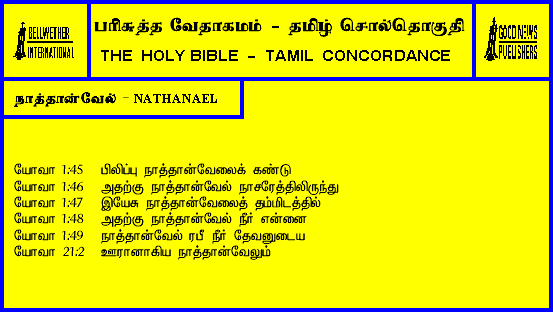 BELLWETHER
INTERNATIONAL
பரிசுத்த வேதாகமம் - தமிழ் சொல்தொகுதி
THE HOLY BIBLE - TAMIL CONCORDANCE
GOOD NEWS
PUBLISHERS
நாத்தான்வேல் - NATHANAEL
யோவா 1:45 பிலிப்பு நாத்தான்வேலைக் கண்டு
யோவா 1:46 அதற்கு நாத்தான்வேல் நாசரேத்திலிருந்து
யோவா 1:47 இயேசு நாத்தான்வேலைத் தம்மிடத்தில்
யோவா 1:48 அதற்கு நாத்தான்வேல் நீர் என்னை
யோவா 1:49 நாத்தான்வேல் ரபீ நீர் தேவனுடைய
யோவா 21:2 ஊரானாகிய நாத்தான்வேலும்